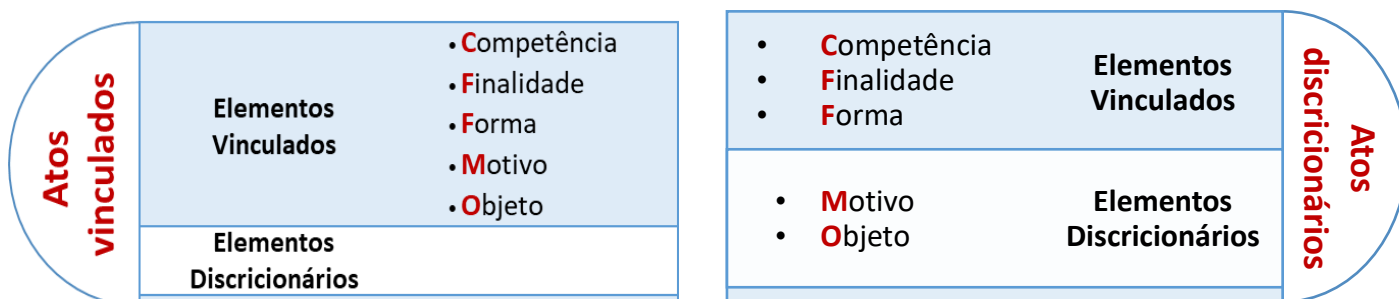 Atos
vinculados
Elementos
Vinculados
• Competência
• Finalidade
• Forma
• Motivo
• Objeto
Elementos
Discricionários
• Competência
• Finalidade
• Forma
Elementos
Vinculados
• Motivo
• Objeto
Elementos
Discricionários
Atos
discricionários